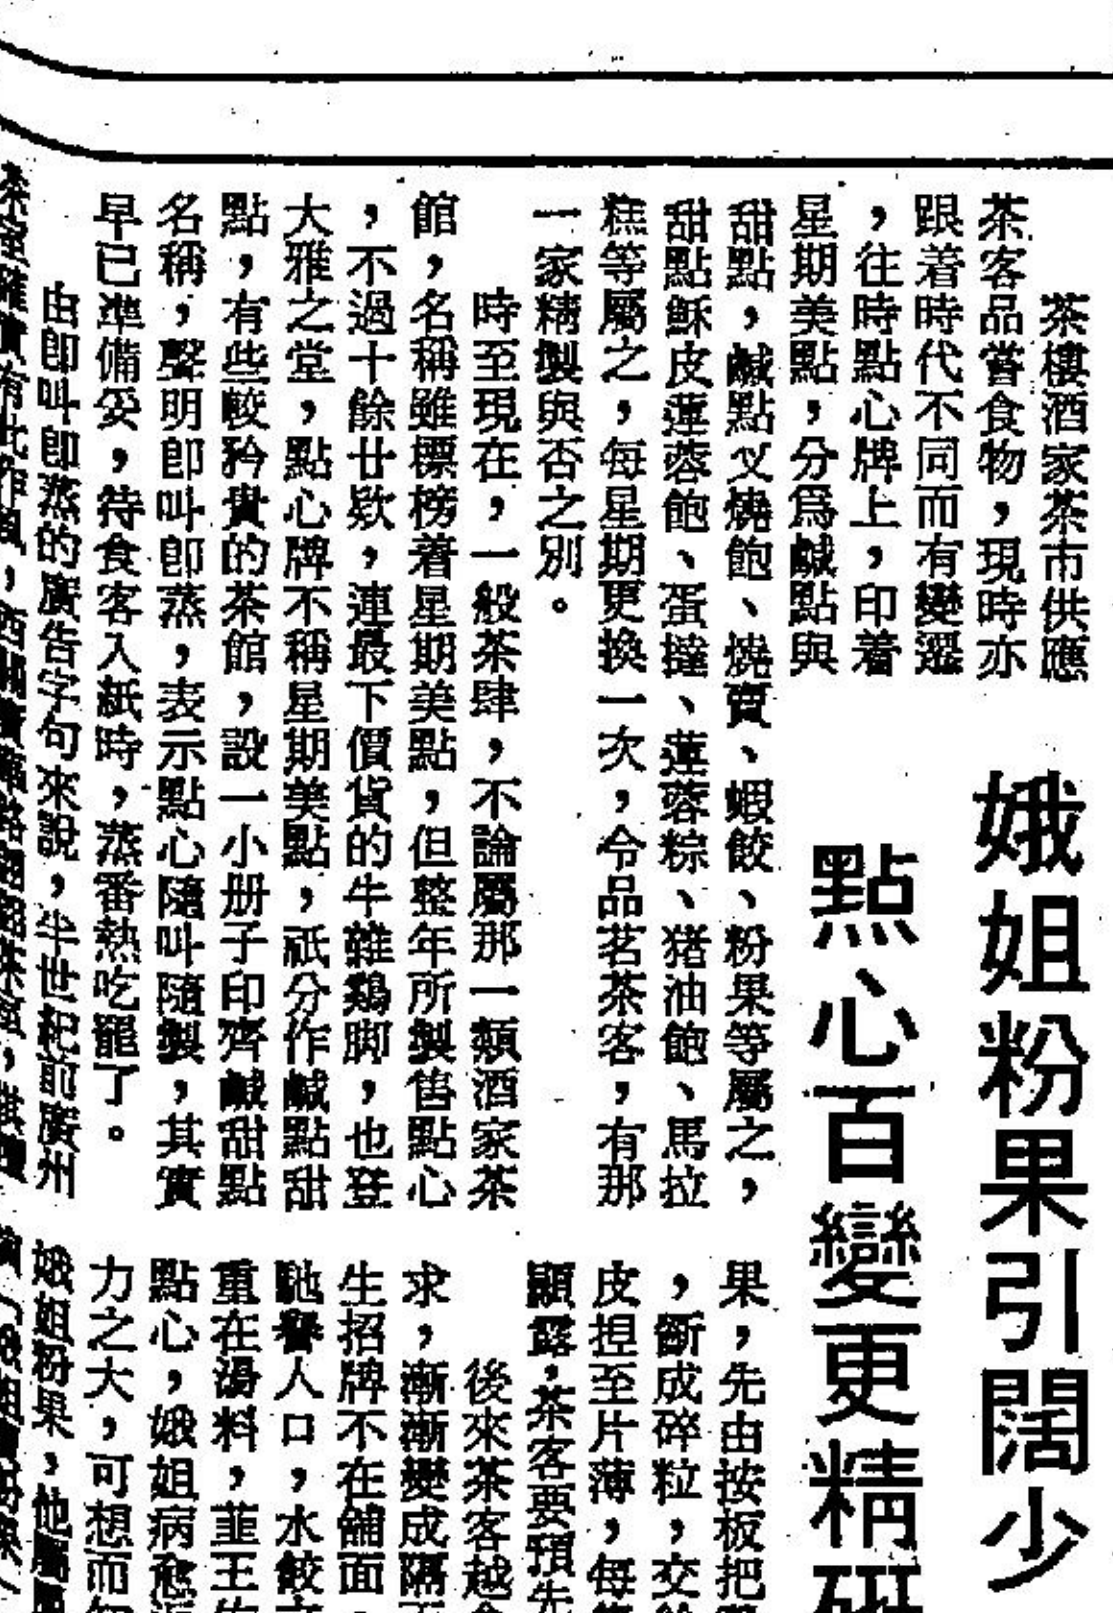 娥姐粉果引闊少
點心百變更精研
茶樓酒家茶市供應
茶客品嘗食物，現時亦
跟着時代不同而有變遷
，往時點心牌上，印着
星期美點，分爲鹹點與
甜點，鹹點叉燒飽、燒賣、蝦餃、粉果等屬之，
甜點穌皮蓮蓉飽、蛋撻、蓮蓉粽、猪油飽、馬拉
糕等屬之，每星期更換一次，令品茗茶客，有那
一家精製與否之別。
時至現在，一般茶肆，不論屬那一類酒家茶
館，名稱雖標榜着星期美點，但整年所製售點心
，不過十餘廿款，連最下價貨的牛雜鷄脚，也登
大雅之堂，點心牌不稱星期美點，祇分作鹹點甜
點，有些較矜貴的茶館，設一小册子印齊鹹甜點
名稱，聲明卽叫卽蒸，表示點心隨叫隨製，其實
早已準備妥，待食客入紙時，蒸番熱吃罷了。
由卽叫卽蒸的廣告字句來說，半世紀前廣州
果，先由按板把
，斷成碎粒，交
皮担至片薄，每
顯露，茶客要預先
後來茶客越
求，漸漸變成隔
生招牌不在舖面，
馳譽人口，水餃
重在湯料，韮王
點心，娥姐病愈
力之大，可想而知
娥姐粉果，他屬